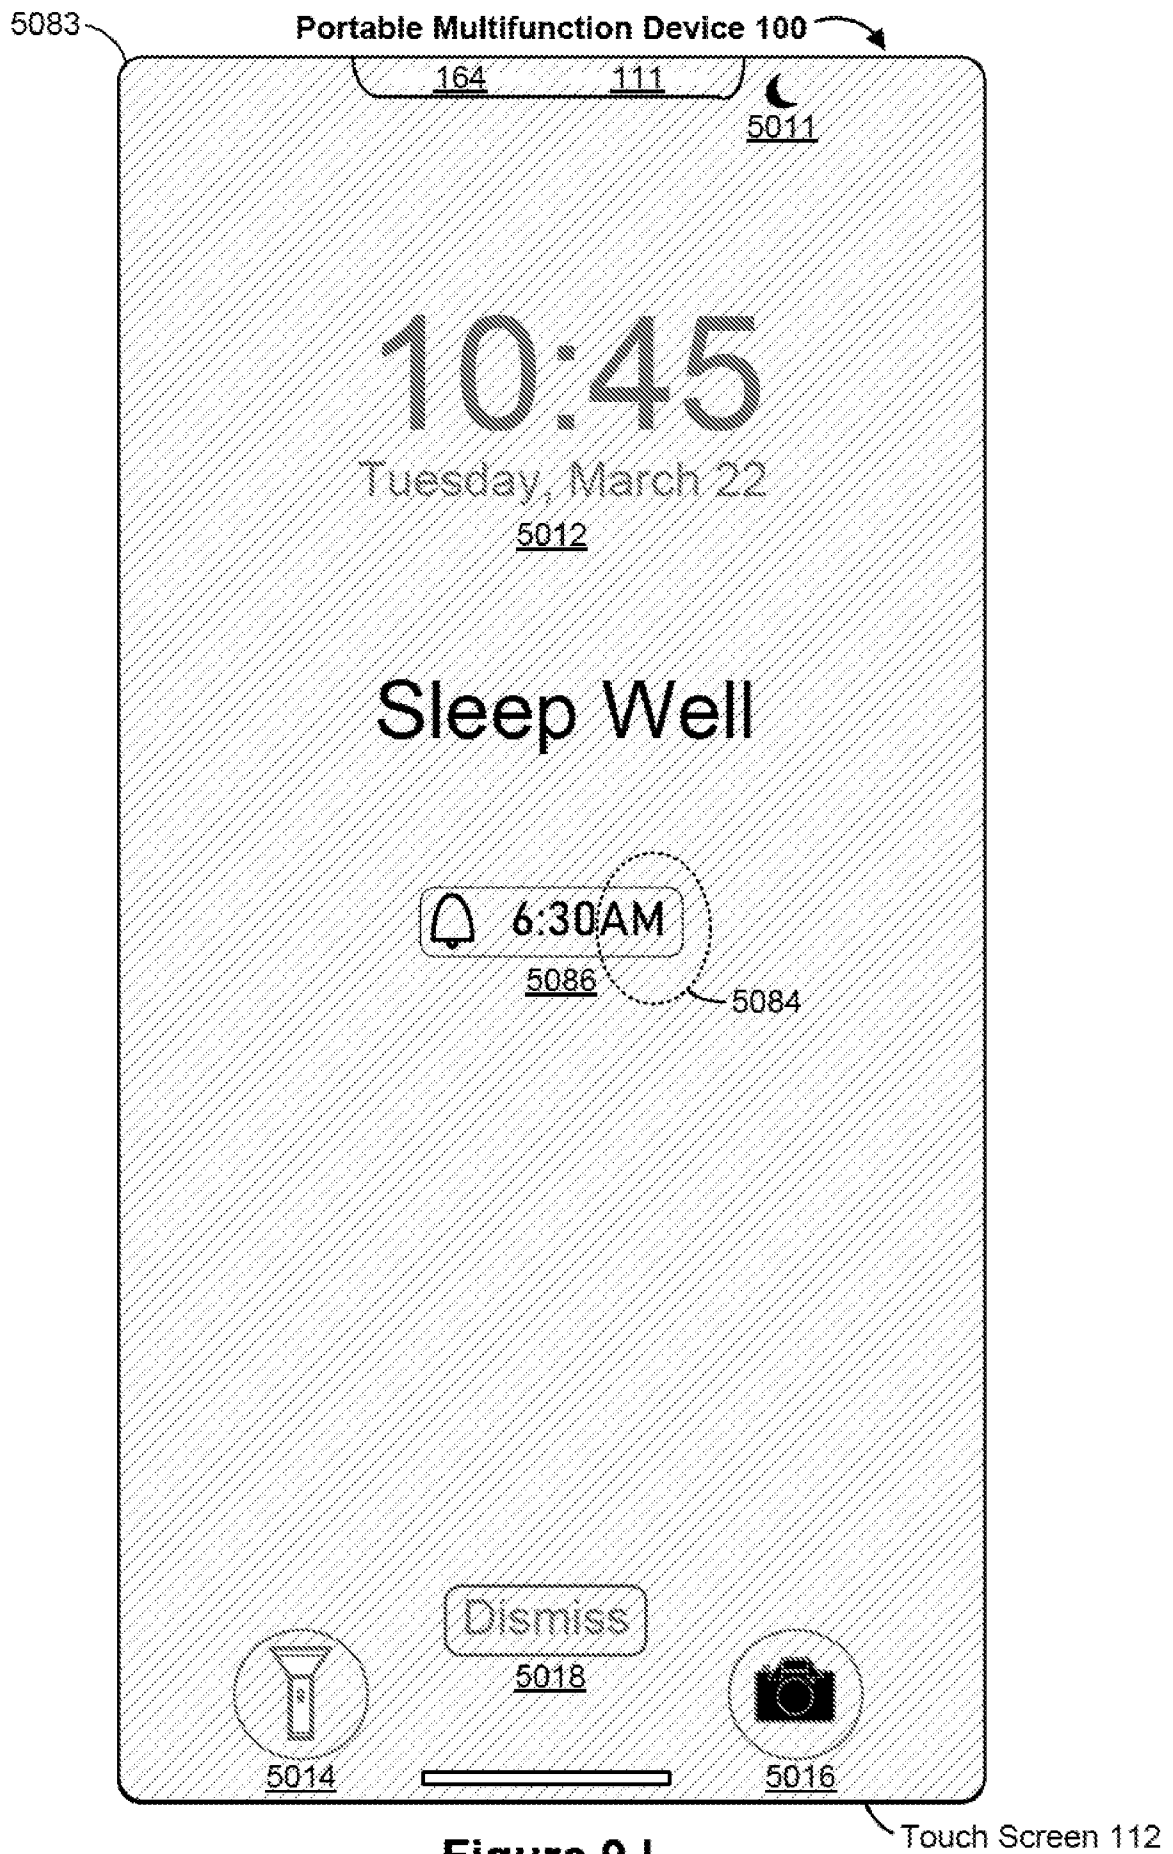 5083
Portable Multifunction Device 100
164 111
5011
10:45
Tuesday, March 22
5012
Sleep Well
6:30AM
5086
5084
Dismiss
5018
5014
5016
Touch Screen 112